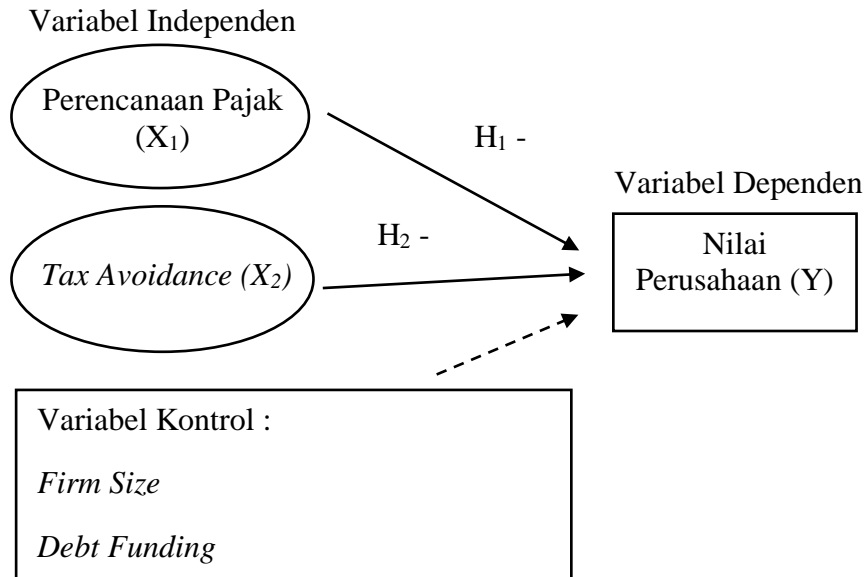 Variabel Independen
Perencanaan Pajak
(X₁)
H₁ -
Variabel Dependen
H₂ -
Nilai
Perusahaan (Y)
Tax Avoidance (X₂)
Variabel Kontrol :
Firm Size
Debt Funding